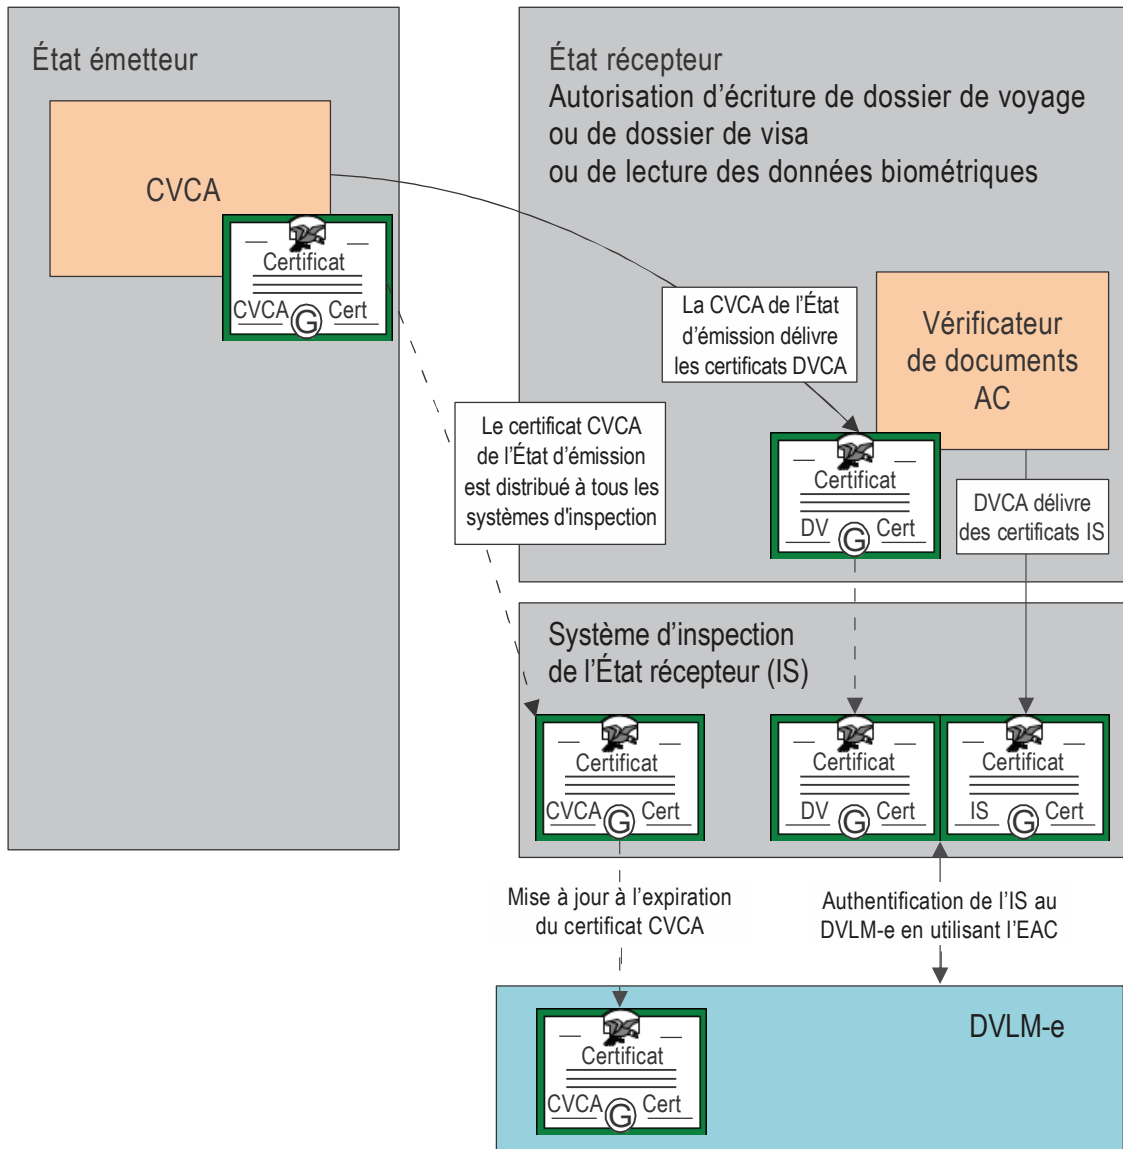 État émetteur
CVCA
Certificat
CVCA G Cert
État récepteur
Autorisation d’écriture de dossier de voyage
ou de dossier de visa
ou de lecture des données biométriques
La CVCA de l’État
d’émission délivre
les certificats DVCA
Vérificateur
de documents
AC
Le certificat CVCA
de l’État d’émission
est distribué à tous les
systèmes d'inspection
Certificat
DV G Cert
DVCA délivre
des certificats IS
Système d’inspection
de l’État récepteur (IS)
Certificat
CVCA G Cert
Certificat
DV G Cert
Certificat
IS G Cert
Mise à jour à l’expiration
du certificat CVCA
Authentification de l’IS au
DVLM-e en utilisant l’EAC
DVLM-e
Certificat
CVCA G Cert